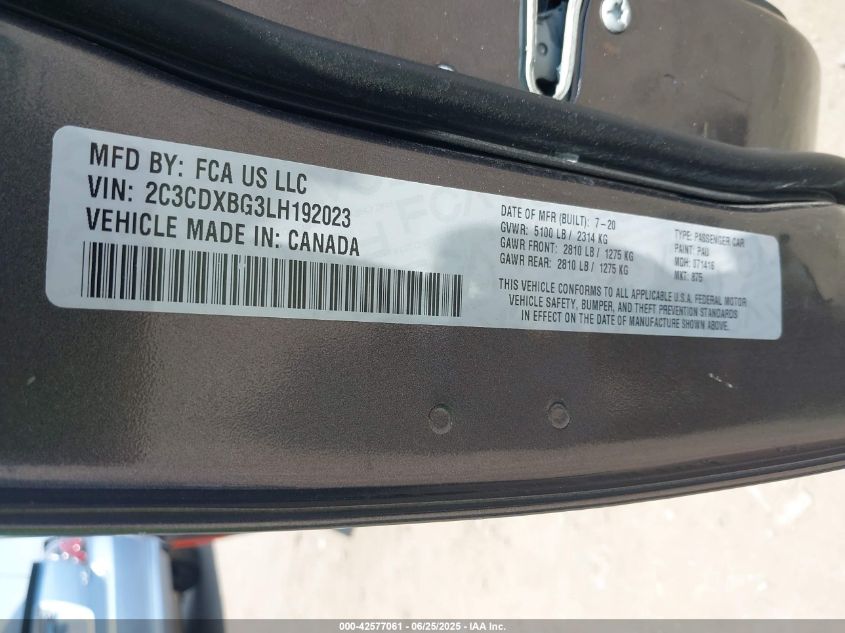 MFD BY: FCA US LLC
VIN: 2C3CDXBG3LH192023
VEHICLE MADE IN: CANADA
DATE OF MFR (BUILT): 7-20
GVWR: 5100 LB / 2314 KG
GAWR FRONT: 2810 LB / 1275 KG
GAWR REAR: 2810 LB / 1275 KG
TYPE: PASSENGER CAR
PAINT: PAU
MDH: 071416
MKT: 875
THIS VEHICLE CONFORMS TO ALL APPLICABLE U.S.A. FEDERAL MOTOR
VEHICLE SAFETY, BUMPER, AND THEFT PREVENTION STANDARDS
IN EFFECT ON THE DATE OF MANUFACTURE SHOWN ABOVE.
000-42577061 - 06/25/2025 - IAA Inc.